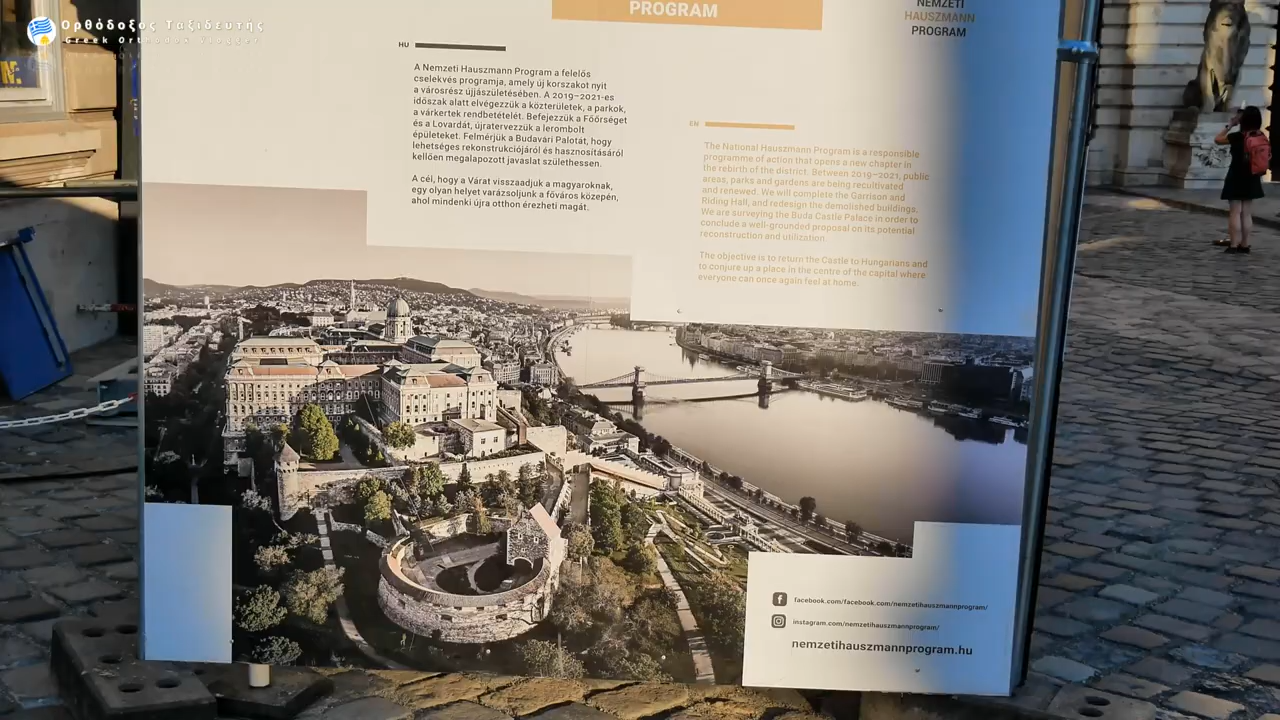 Ορθόδοξος Ταξιδευτής
Greek Orthodox Vlogger
PROGRAM
NEMZETI
HAUSZMANN
PROGRAM
HU
A Nemzeti Hauszmann Program a felelős
cselekvés programja, amely új korszakot nyit
a városrész újjászületésében. A 2019–2021-es
időszak alatt elvégezzük a közterületek, a parkok,
a várkertek rendbetételét. Befejezzük a Főőrséget
és a Lovardát, újratervezzük a lerombolt
épületeket. Felmérjük a Budavári Palotát, hogy
lehetséges rekonstrukciójáról és hasznosításáról
kellően megalapozott javaslat születhessen.
A cél, hogy a Várat visszaadjuk a magyaroknak,
egy olyan helyet varázsoljunk a főváros közepén,
ahol mindenki újra otthon érezheti magát.
EN
The National Hauszmann Program is a responsible
programme of action that opens a new chapter in
the rebirth of the district. Between 2019–2021, public
areas, parks and gardens are being recultivated
and renewed. We will complete the Garrison and
Riding Hall, and redesign the demolished buildings.
We are surveying the Buda Castle Palace in order to
conclude a well-grounded proposal on its potential
reconstruction and utilization.
The objective is to return the Castle to Hungarians and
to conjure up a place in the centre of the capital where
everyone can once again feel at home.
facebook.com/facebook.com/nemzetihauszmannprogram/
instagram.com/nemzetihauszmannprogram/
nemzetihauszmannprogram.hu